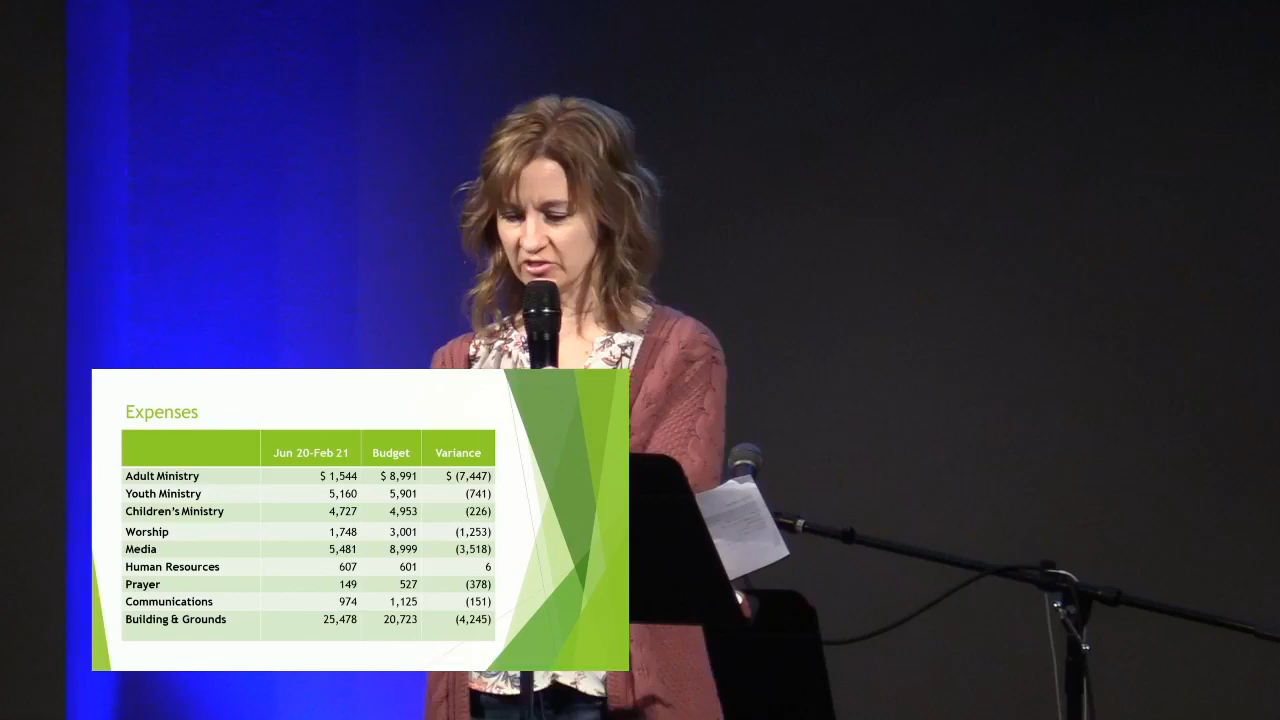 Expenses
Jun 20-Feb 21 Budget Variance
Adult Ministry $ 1,544 $ 8,991 $ (7,447)
Youth Ministry 5,160 5,901 (741)
Children's Ministry 4,727 4,953 (226)
Worship 1,748 3,001 (1,253)
Media 5,481 8,999 (3,518)
Human Resources 607 601 6
Prayer 149 527 (378)
Communications 974 1,125 (151)
Building & Grounds 25,478 20,723 (4,245)